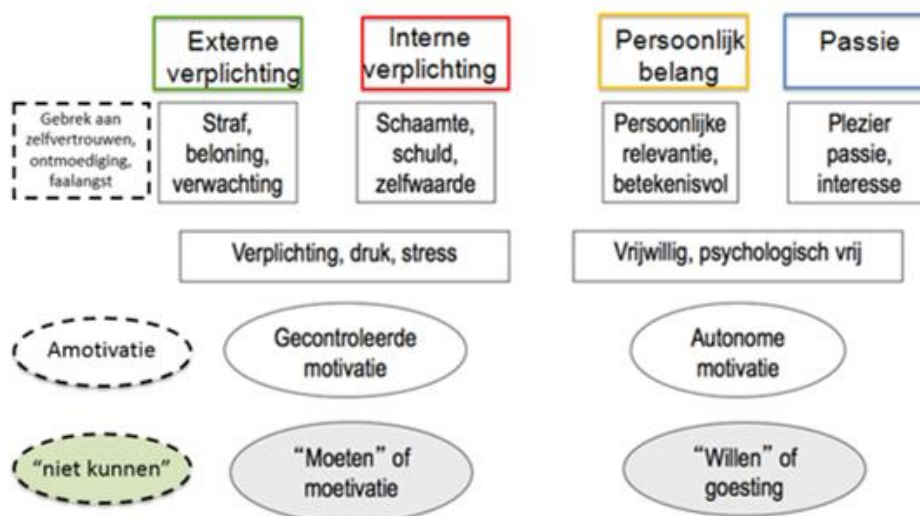 Externe
verplichting
Interne
verplichting
Persoonlijk
belang
Passie
Gebrek aan
zelfvertrouwen,
ontmoediging,
faalangst
Straf,
beloning,
verwachting
Schaamte,
schuld,
zelfwaarde
Persoonlijke
relevantie,
betekenisvol
Plezier
passie,
interesse
Verplichting, druk, stress
Vrijwillig, psychologisch vrij
Amotivatie
Gecontroleerde
motivatie
Autonome
motivatie
“niet kunnen”
“Moeten” of
moetivatie
“Willen” of
goesting